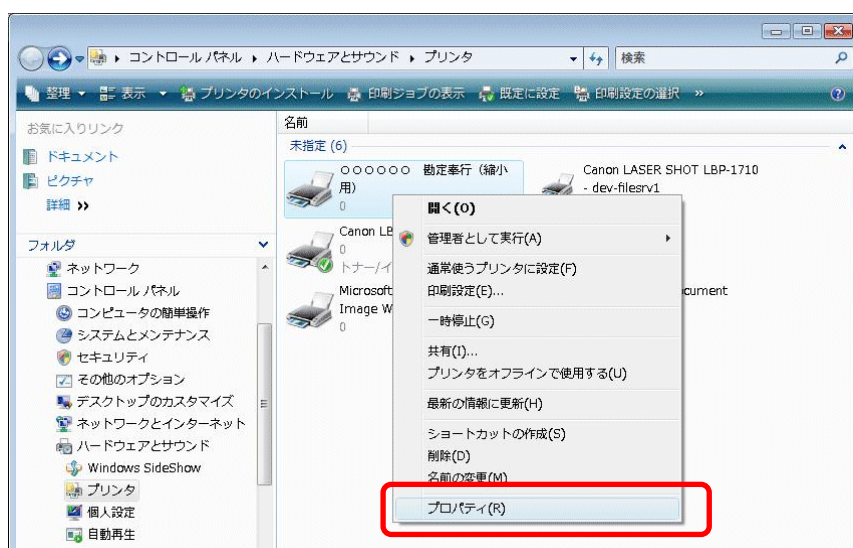 コントロール パネル ▸ ハードウェアとサウンド ▸ プリンタ
検索
整理 表示 プリンタのインストール 印刷ジョブの表示 既定に設定 印刷設定の選択 »
お気に入りリンク
ドキュメント
ピクチャ
詳細 »
フォルダ
ネットワーク
コントロール パネル
コンピュータの簡単操作
システムとメンテナンス
セキュリティ
その他のオプション
デスクトップのカスタマイズ
ネットワークとインターネット
ハードウェアとサウンド
Windows SideShow
プリンタ
個人設定
自動再生
名前
未指定 (6)
○○○○○○ 勘定奉行（縮小
用）
0
Canon LASER SHOT LBP-1710
- dev-filesrv1
Canon LB
0
トナー/イ
Microsoft
Image W
0
cument
開く(O)
管理者として実行(A)
通常使うプリンタに設定(F)
印刷設定(E)...
一時停止(G)
共有(I)...
プリンタをオフラインで使用する(U)
最新の情報に更新(H)
ショートカットの作成(S)
削除(D)
名前の変更(M)
プロパティ(R)